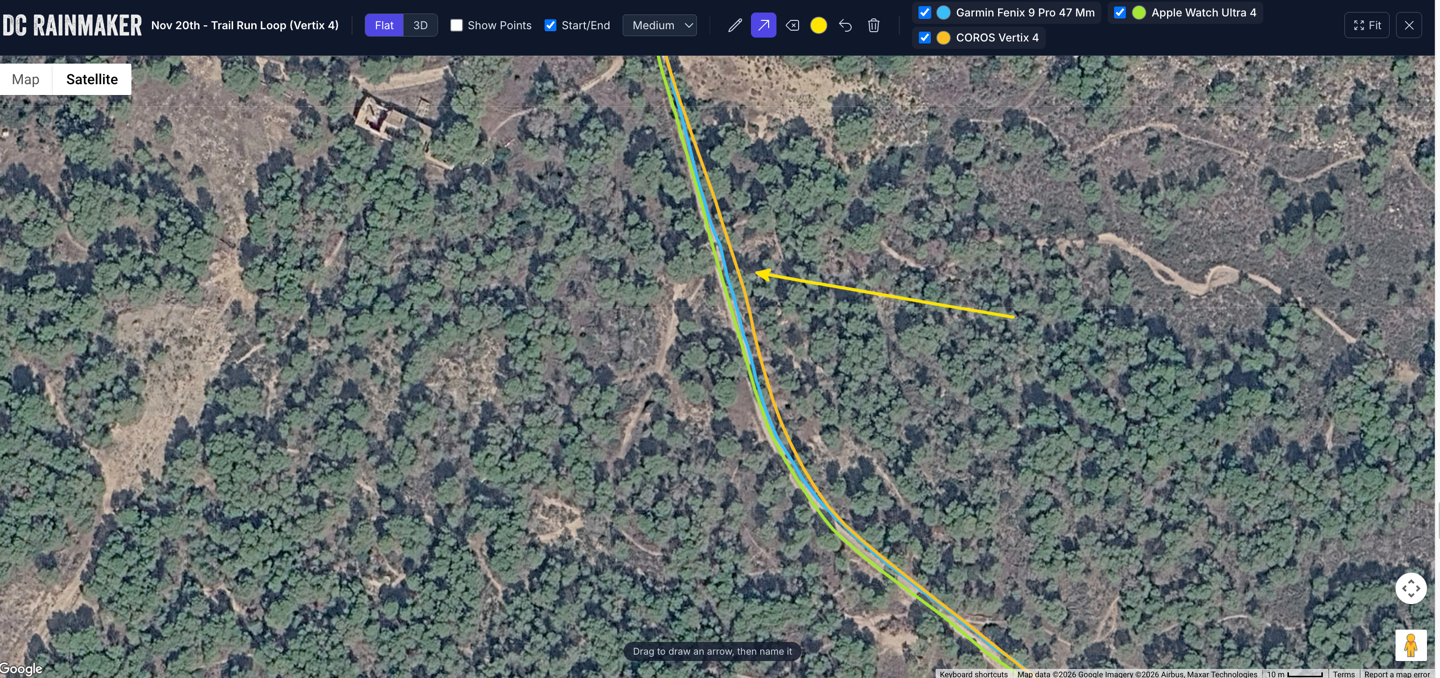 DC RAINMAKER Nov 20th - Trail Run Loop (Vertix 4) Flat 3D Show Points Start/End Medium Fit
Garmin Fenix 9 Pro 47 Mm Apple Watch Ultra 4
COROS Vertix 4
Map Satellite
Drag to draw an arrow, then name it
Google
Keyboard shortcuts Map data ©2026 Google Imagery ©2026 Airbus, Maxar Technologies 10 m Terms Report a map error